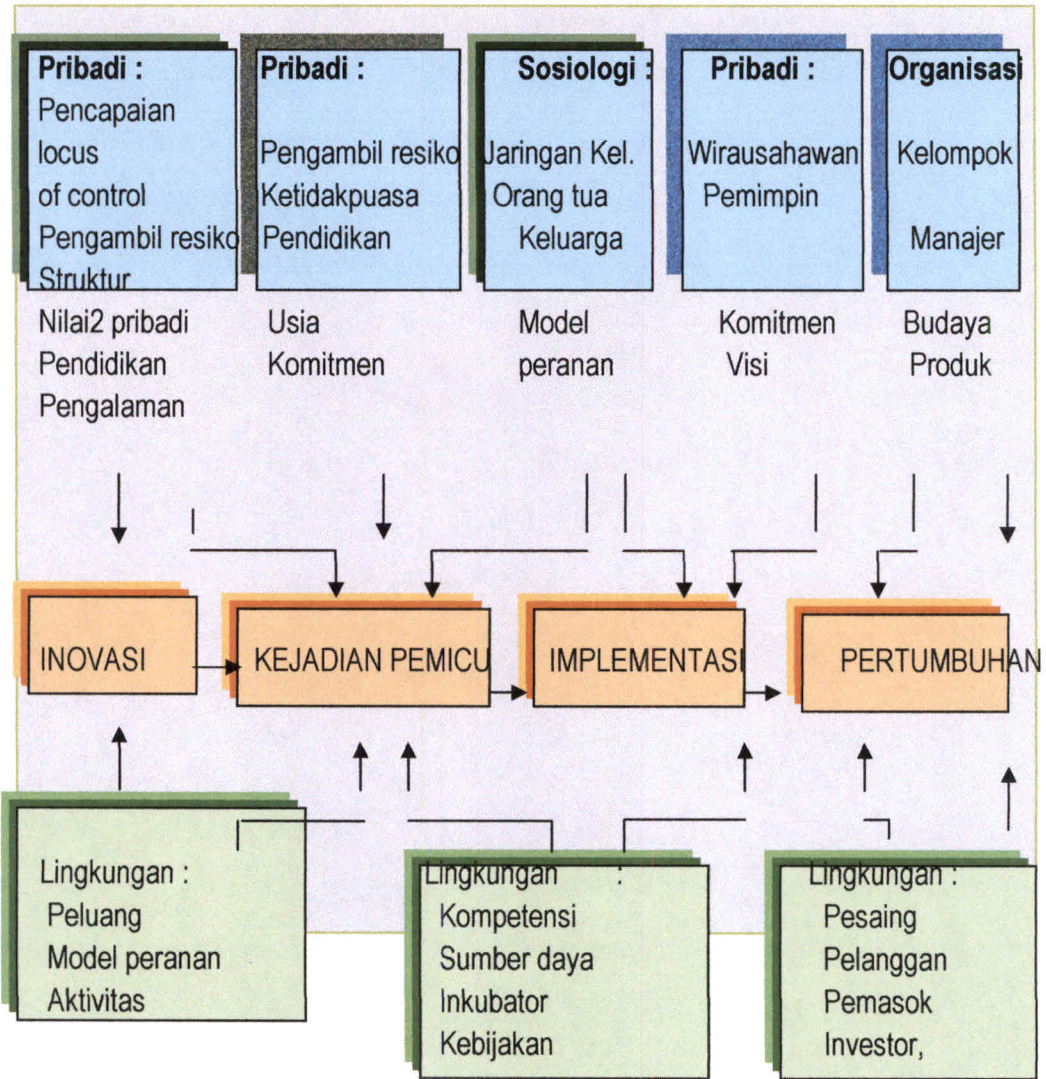 Pribadi :
Pencapaian
locus
of control
Pengambil resiko
Struktur
Nilai2 pribadi
Pendidikan
Pengalaman
Pribadi :
Pengambil resiko
Ketidakpuasa
Pendidikan
Usia
Komitmen
Sosiologi :
Jaringan Kel.
Orang tua
Keluarga
Model
peranan
Pribadi :
Wirausahawan
Pemimpin
Komitmen
Visi
Organisasi
Kelompok
Manajer
Budaya
Produk
INOVASI
KEJADIAN PEMICU
IMPLEMENTASI
PERTUMBUHAN
Lingkungan :
Peluang
Model peranan
Aktivitas
Lingkungan :
Kompetensi
Sumber daya
Inkubator
Kebijakan
Lingkungan :
Pesaing
Pelanggan
Pemasok
Investor,